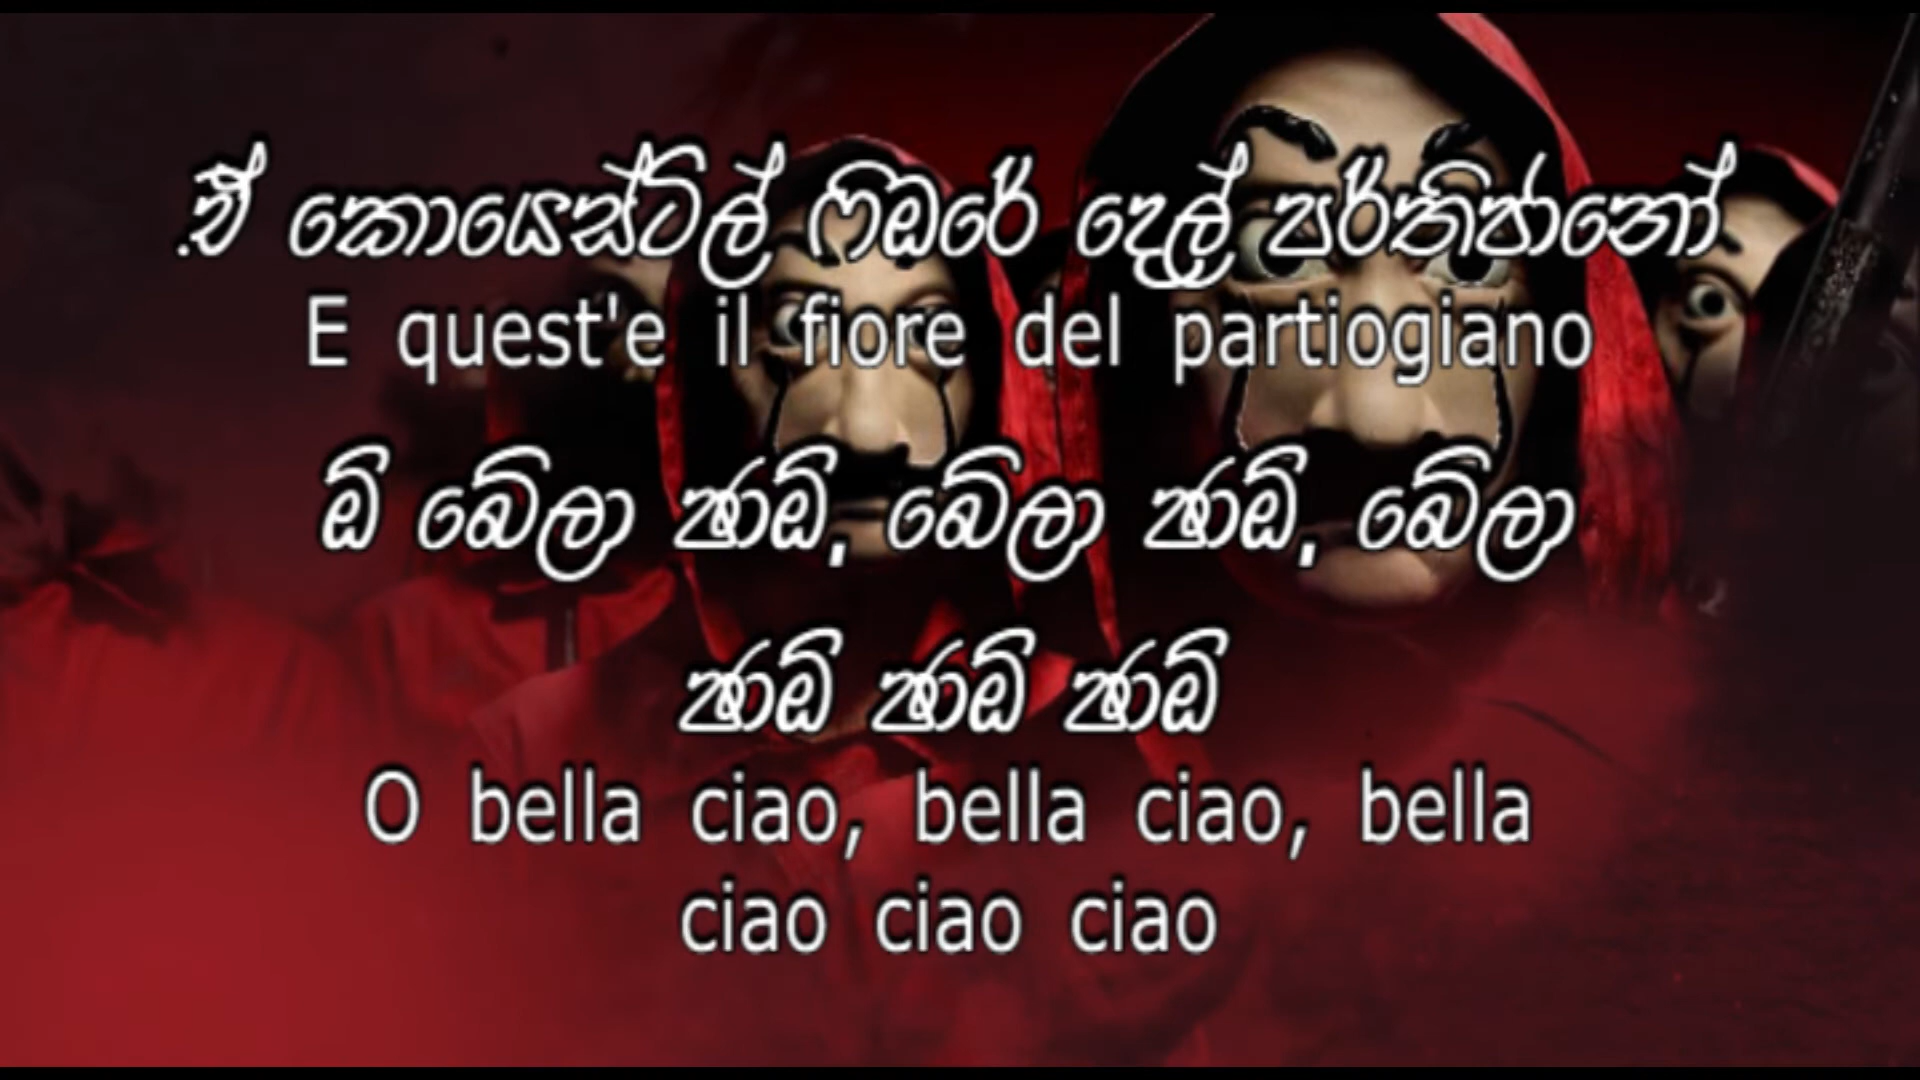 .ඒ කොයෙස්ටිල් ෆිඔරේ දෙල් පර්තිජානෝ
E quest'e il fiore del partiogiano
ඕ බේලා ජාඕ, බේලා ජාඕ, බේලා
ජාඕ ජාඕ ජාඕ
O bella ciao, bella ciao, bella
ciao ciao ciao